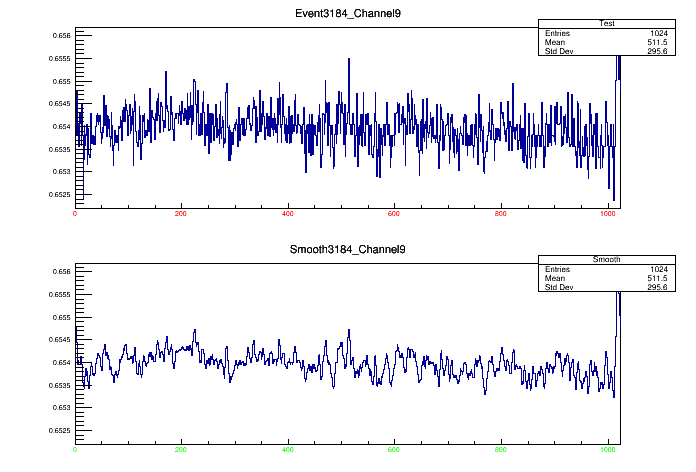 Event3184_Channel9
Test
Entries 1024
Mean 511.5
Std Dev 295.6
0.656
0.6555
0.655
0.6545
0.654
0.6535
0.653
0.6525
0 200 400 600 800 1000
Smooth3184_Channel9
Smooth
Entries 1024
Mean 511.5
Std Dev 295.6
0.656
0.6555
0.655
0.6545
0.654
0.6535
0.653
0.6525
0 200 400 600 800 1000